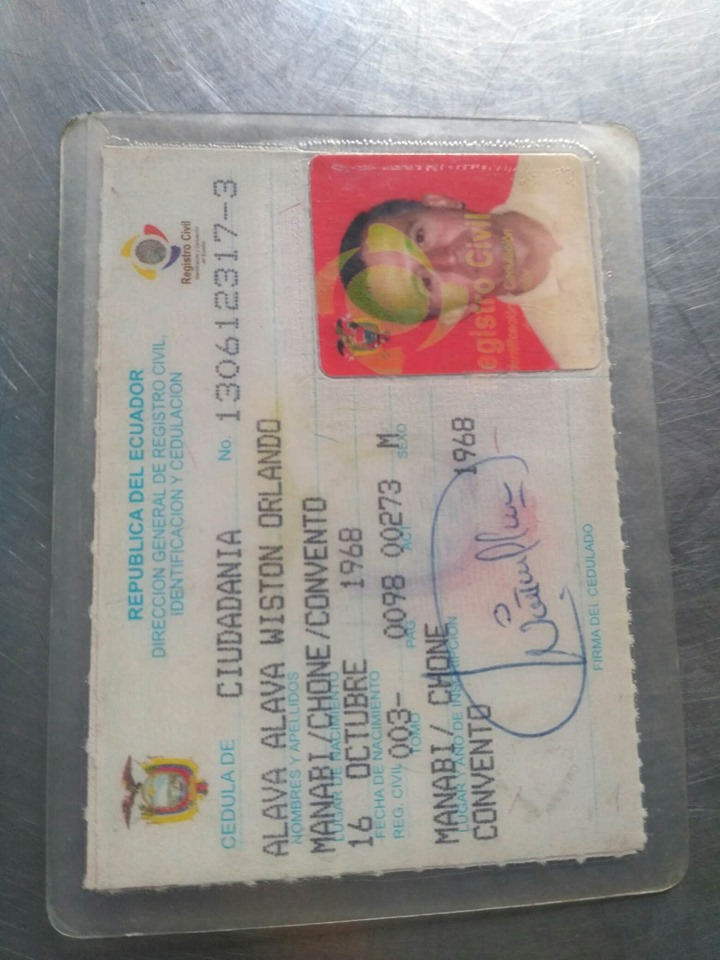 REPUBLICA DEL ECUADOR
DIRECCION GENERAL DE REGISTRO CIVIL,
IDENTIFICACION Y CEDULACION
Registro Civil
CEDULA DE CIUDADANIA No. 130612317-3
ALAVA ALAVA WISTON ORLANDO
NOMBRES Y APELLIDOS
MANABI/CHONE/CONVENTO
LUGAR DE NACIMIENTO
16 OCTUBRE 1968
FECHA DE NACIMIENTO
003- 0098 00273 M
REG. CIVIL TOMO PAG ACT SEXO
MANABI/ CHONE 1968
LUGAR Y AÑO DE INSCRIPCION
CONVENTO
FIRMA DEL CEDULADO
Registro Civil